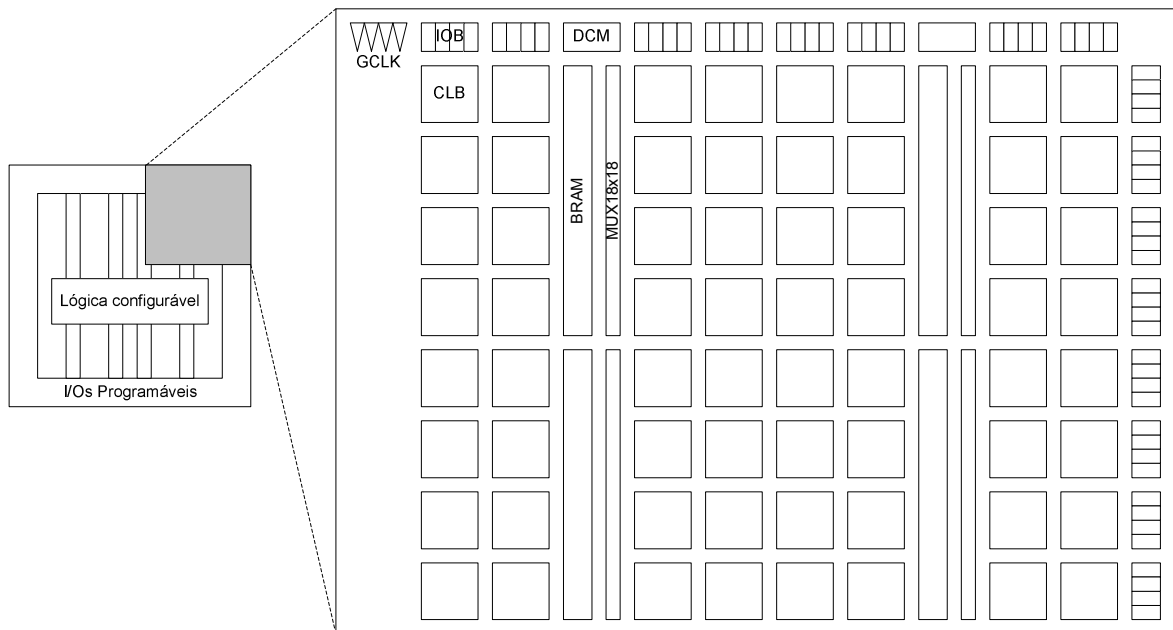 IOB
DCM
GCLK
CLB
BRAM
MUX18x18
Lógica configurável
I/Os Programáveis